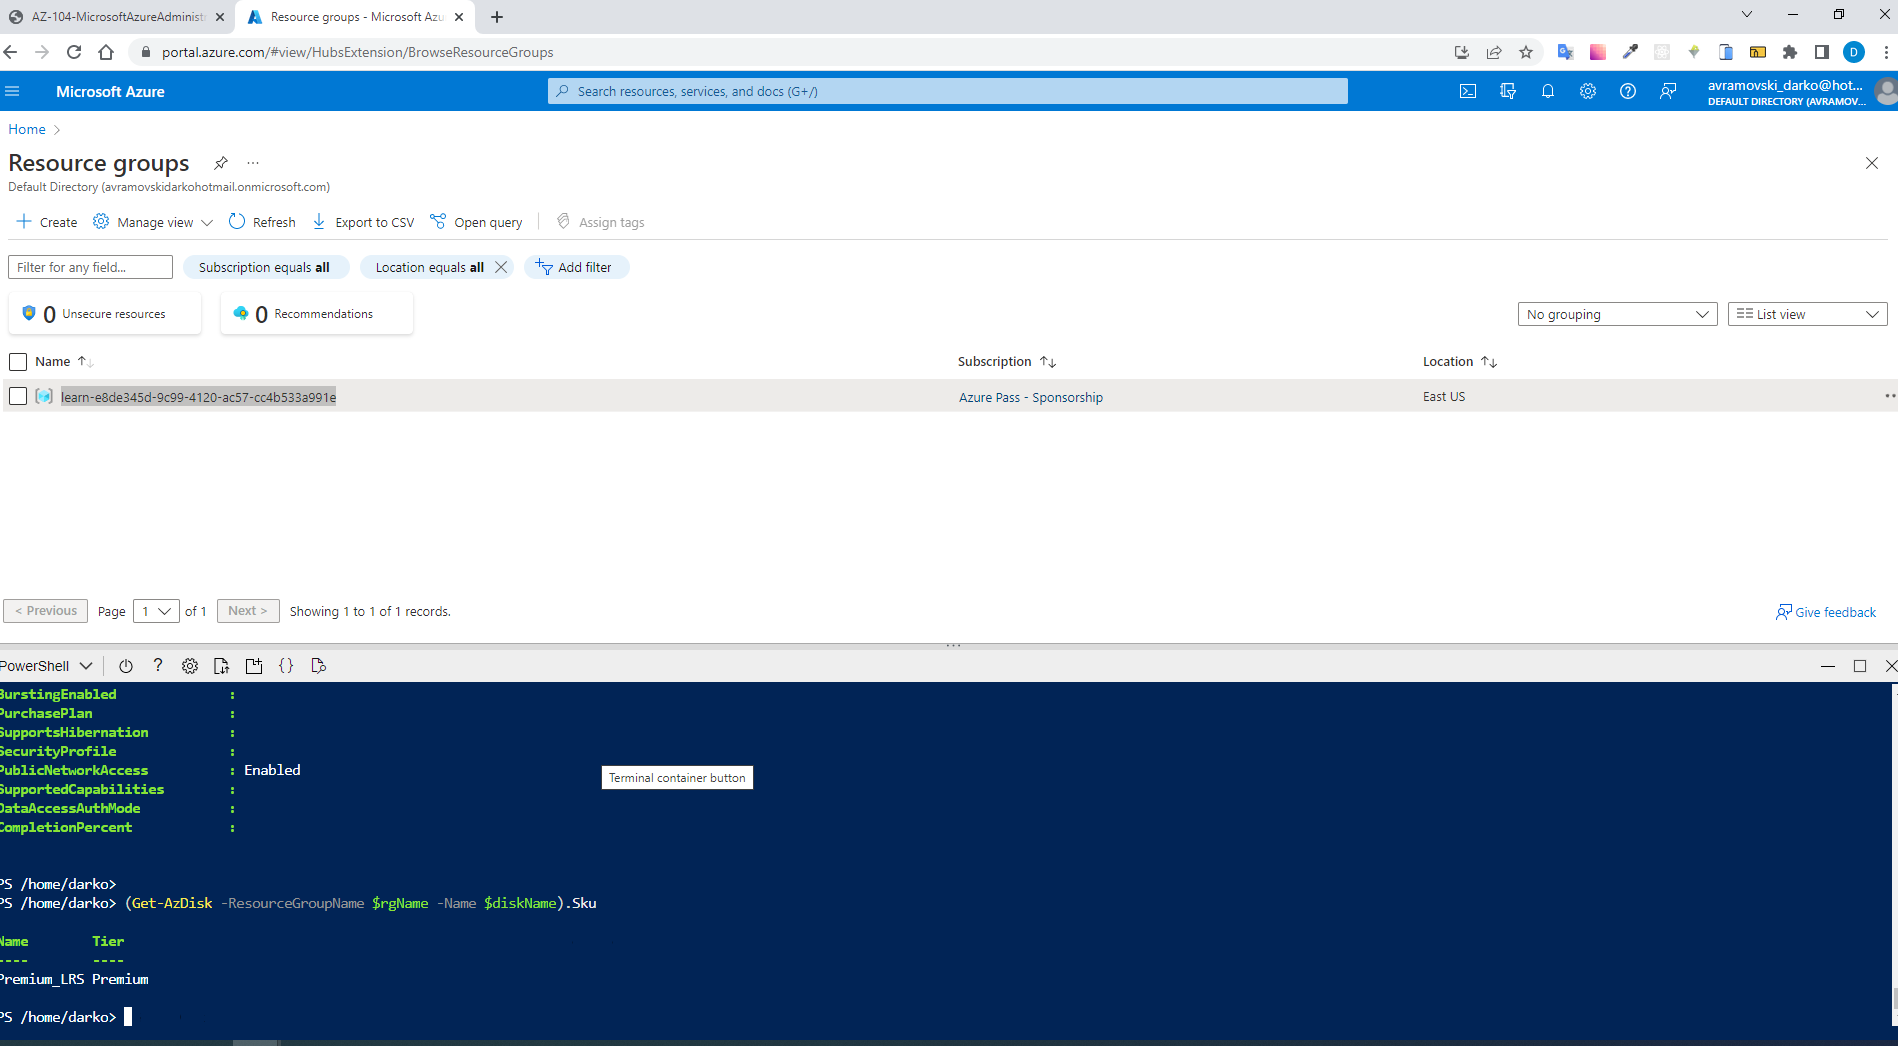 AZ-104-MicrosoftAzureAdminist
Resource groups - Microsoft Azu
portal.azure.com/#view/HubsExtension/BrowseResourceGroups
D
Microsoft Azure
Search resources, services, and docs (G+/)
avramovski_darko@hot...
DEFAULT DIRECTORY (AVRAMOV...
Home
Resource groups
Default Directory (avramovskidarkohotmail.onmicrosoft.com)
Create
Manage view
Refresh
Export to CSV
Open query
Assign tags
Filter for any field...
Subscription equals all
Location equals all
Add filter
0 Unsecure resources
0 Recommendations
No grouping
List view
Name
Subscription
Location
learn-e8de345d-9c99-4120-ac57-cc4b533a991e
Azure Pass - Sponsorship
East US
< Previous
Page 1 of 1
Next >
Showing 1 to 1 of 1 records.
Give feedback
PowerShell
BurstingEnabled :
PurchasePlan :
SupportsHibernation :
SecurityProfile :
PublicNetworkAccess : Enabled
Terminal container button
SupportedCapabilities :
DataAccessAuthMode :
CompletionPercent :
PS /home/darko>
PS /home/darko> (Get-AzDisk -ResourceGroupName $rgName -Name $diskName).Sku
Name Tier
---- ----
Premium_LRS Premium
PS /home/darko>